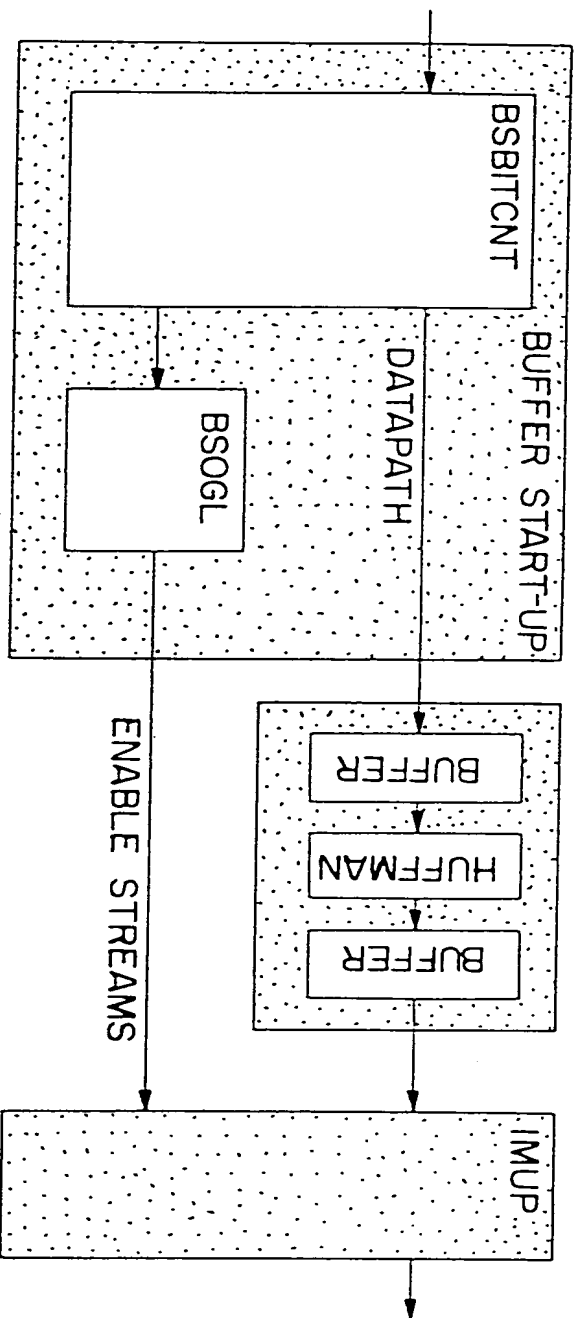 BUFFER START-UP
BSBITCNT
DATAPATH
BSOGL
BUFFER
HUFFMAN
BUFFER
ENABLE STREAMS
IMUP